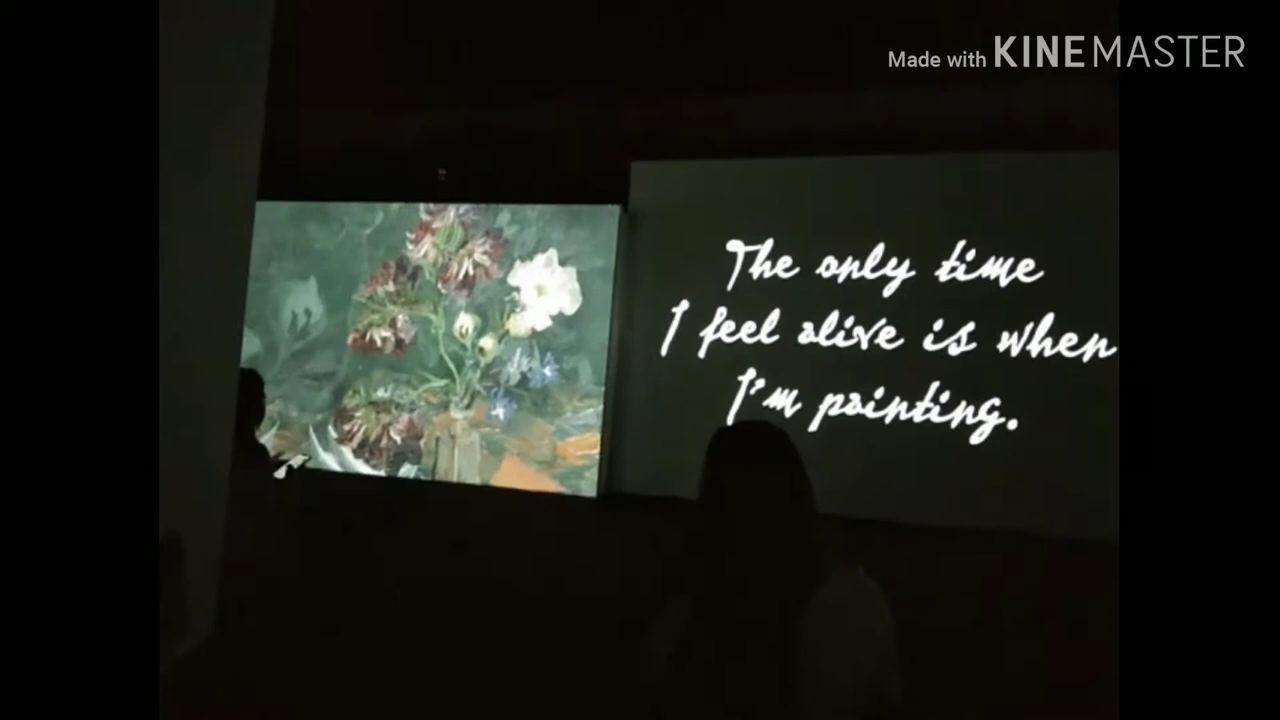 Made with KINEMASTER
The only time
I feel alive is when
I'm painting.